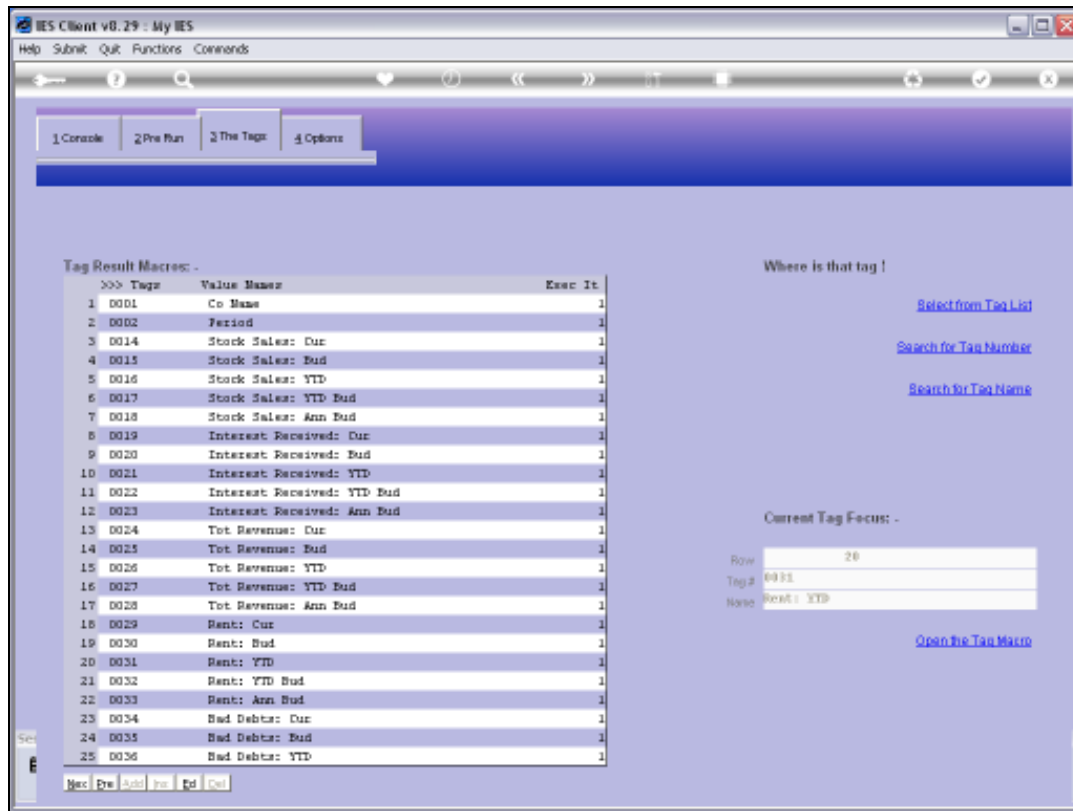 IES Client v8.29 : My IES
Help Submit Quit Functions Commands
1 Console 2 Pre Run 3 The Tags 4 Options
Tag Result Macros: -
>>> Tags Value Names Exec It
1 0001 Co Name 1
2 0002 Period 1
3 0014 Stock Sales: Cur 1
4 0015 Stock Sales: Bud 1
5 0016 Stock Sales: YTD 1
6 0017 Stock Sales: YTD Bud 1
7 0018 Stock Sales: Ann Bud 1
8 0019 Interest Received: Cur 1
9 0020 Interest Received: Bud 1
10 0021 Interest Received: YTD 1
11 0022 Interest Received: YTD Bud 1
12 0023 Interest Received: Ann Bud 1
13 0024 Tot Revenue: Cur 1
14 0025 Tot Revenue: Bud 1
15 0026 Tot Revenue: YTD 1
16 0027 Tot Revenue: YTD Bud 1
17 0028 Tot Revenue: Ann Bud 1
18 0029 Rent: Cur 1
19 0030 Rent: Bud 1
20 0031 Rent: YTD 1
21 0032 Rent: YTD Bud 1
22 0033 Rent: Ann Bud 1
23 0034 Bad Debts: Cur 1
24 0035 Bad Debts: Bud 1
25 0036 Bad Debts: YTD 1
Nex Pre Add Ins Ed Del
Where is that tag !
Select from Tag List
Search for Tag Number
Search for Tag Name
Current Tag Focus: -
Row 20
Tag # 0031
Name Rent: YTD
Open the Tag Macro